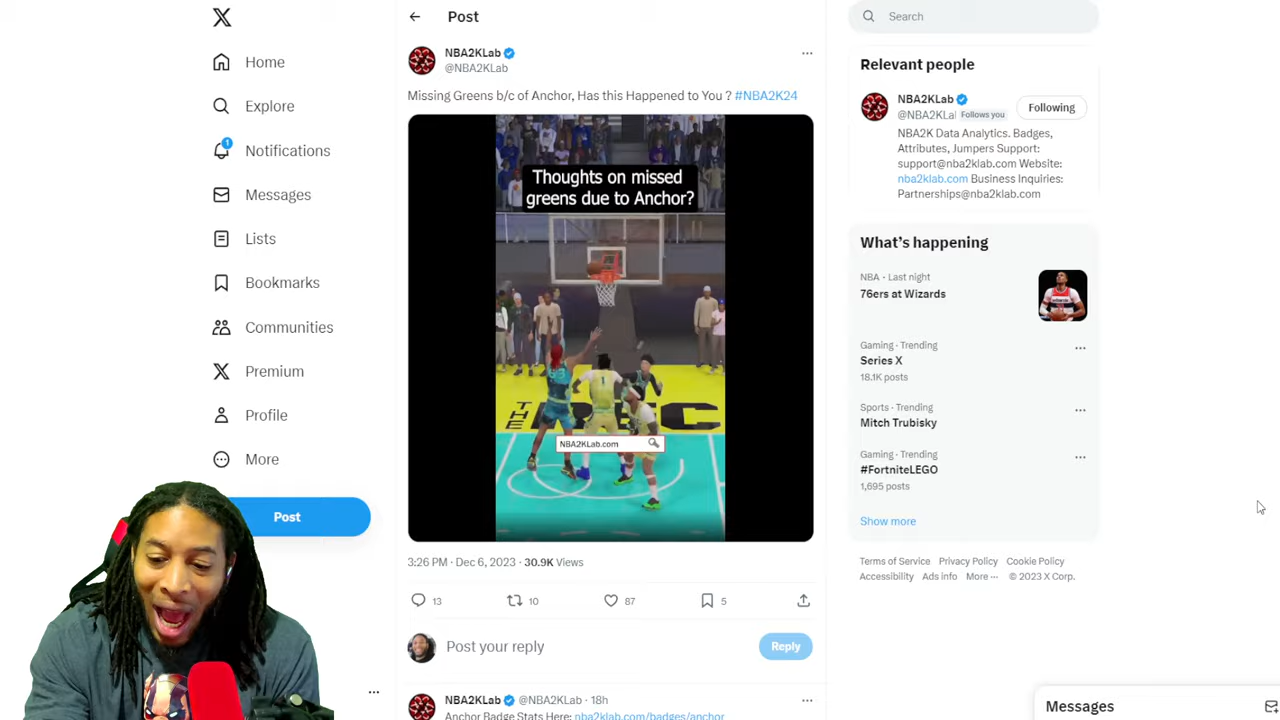 Home
Explore
1
Notifications
Messages
Lists
Bookmarks
Communities
Premium
Profile
More
Post
Post
NBA2KLab
@NBA2KLab
Missing Greens b/c of Anchor, Has this Happened to You ? #NBA2K24
Thoughts on missed
greens due to Anchor?
1
NBA2KLab.com
3:26 PM · Dec 6, 2023 · 30.9K Views
13
10
87
5
Post your reply
Reply
NBA2KLab @NBA2KLab · 18h
Anchor Badge Stats Here: nba2klab.com/badges/anchor
Search
Relevant people
NBA2KLab
@NBA2KLa Follows you
Following
NBA2K Data Analytics. Badges,
Attributes, Jumpers Support:
support@nba2klab.com Website:
nba2klab.com Business Inquiries:
Partnerships@nba2klab.com
What's happening
NBA · Last night
76ers at Wizards
Gaming · Trending
Series X
18.1K posts
Sports · Trending
Mitch Trubisky
Gaming · Trending
#FortniteLEGO
1,695 posts
Show more
Terms of Service Privacy Policy Cookie Policy
Accessibility Ads info More ··· © 2023 X Corp.
Messages